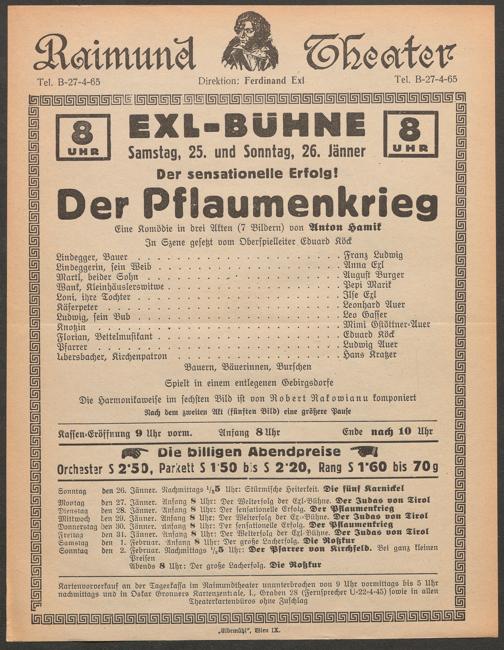 Raimund Theater
Tel. B-27-4-65 Direktion: Ferdinand Exl Tel. B-27-4-65
8 UHR EXL-BÜHNE 8 UHR
Samstag, 25. und Sonntag, 26. Jänner
Der sensationelle Erfolg!
Der Pflaumenkrieg
Eine Komödie in drei Akten (7 Bildern) von Anton Hamik
In Szene gesetzt vom Oberspielleiter Eduard Köck
Lindegger, Bauer . . . Franz Ludwig
Lindeggerin, sein Weib . . . Anna Exl
Martl, beider Sohn . . . August Burger
Wank, Kleinhäuslerswitwe . . . Pepi Marik
Loni, ihre Tochter . . . Ilse Exl
Käserpeter . . . Leonhard Auer
Ludwig, sein Bub . . . Leo Gasser
Knotzin . . . Mimi Gstöttner-Auer
Florian, Bettelmusikant . . . Eduard Köck
Pfarrer . . . Ludwig Auer
Übersbacher, Kirchenpatron . . . Hans Kratzer
Bauern, Bäuerinnen, Burschen
Spielt in einem entlegenen Gebirgsdorfe
Die Harmonikaweise im sechsten Bild ist von Robert Rakowianu komponiert
Nach dem zweiten Akt (fünften Bild) eine größere Pause
Kassen-Eröffnung 9 Uhr vorm. Anfang 8 Uhr Ende nach 10 Uhr
Die billigen Abendpreise
Orchester S 2·50, Parkett S 1·50 bis S 2·20, Rang S 1·60 bis 70 g
Sonntag den 26. Jänner. Nachmittags ½5 Uhr: Stürmische Heiterkeit. Die fünf Karnickel
Montag den 27. Jänner. Anfang 8 Uhr: Der Welterfolg der Exl-Bühne. Der Judas von Tirol
Dienstag den 28. Jänner. Anfang 8 Uhr: Der sensationelle Erfolg. Der Pflaumenkrieg
Mittwoch den 29. Jänner. Anfang 8 Uhr: Der Welterfolg der Exl-Bühne. Der Judas von Tirol
Donnerstag den 30. Jänner. Anfang 8 Uhr: Der sensationelle Erfolg. Der Pflaumenkrieg
Freitag den 31. Jänner. Anfang 8 Uhr: Der Welterfolg der Exl-Bühne. Der Judas von Tirol
Samstag den 1. Februar. Anfang 8 Uhr: Der große Lacherfolg. Die Roßkur
Sonntag den 2. Februar. Nachmittags ½5 Uhr: Der Pfarrer von Kirchfeld. Bei ganz kleinen
Preisen
Abends 8 Uhr: Der große Lacherfolg. Die Roßkur
Kartenvorverkauf an der Tageskassa im Raimundtheater ununterbrochen von 9 Uhr vormittags bis 5 Uhr
nachmittags und in Oskar Gronners Kartenzentrale, I., Graben 28 (Fernsprecher U-22-4-45) sowie in allen
Theaterkartenbüros ohne Zuschlag
„Elbemühl", Wien IX.